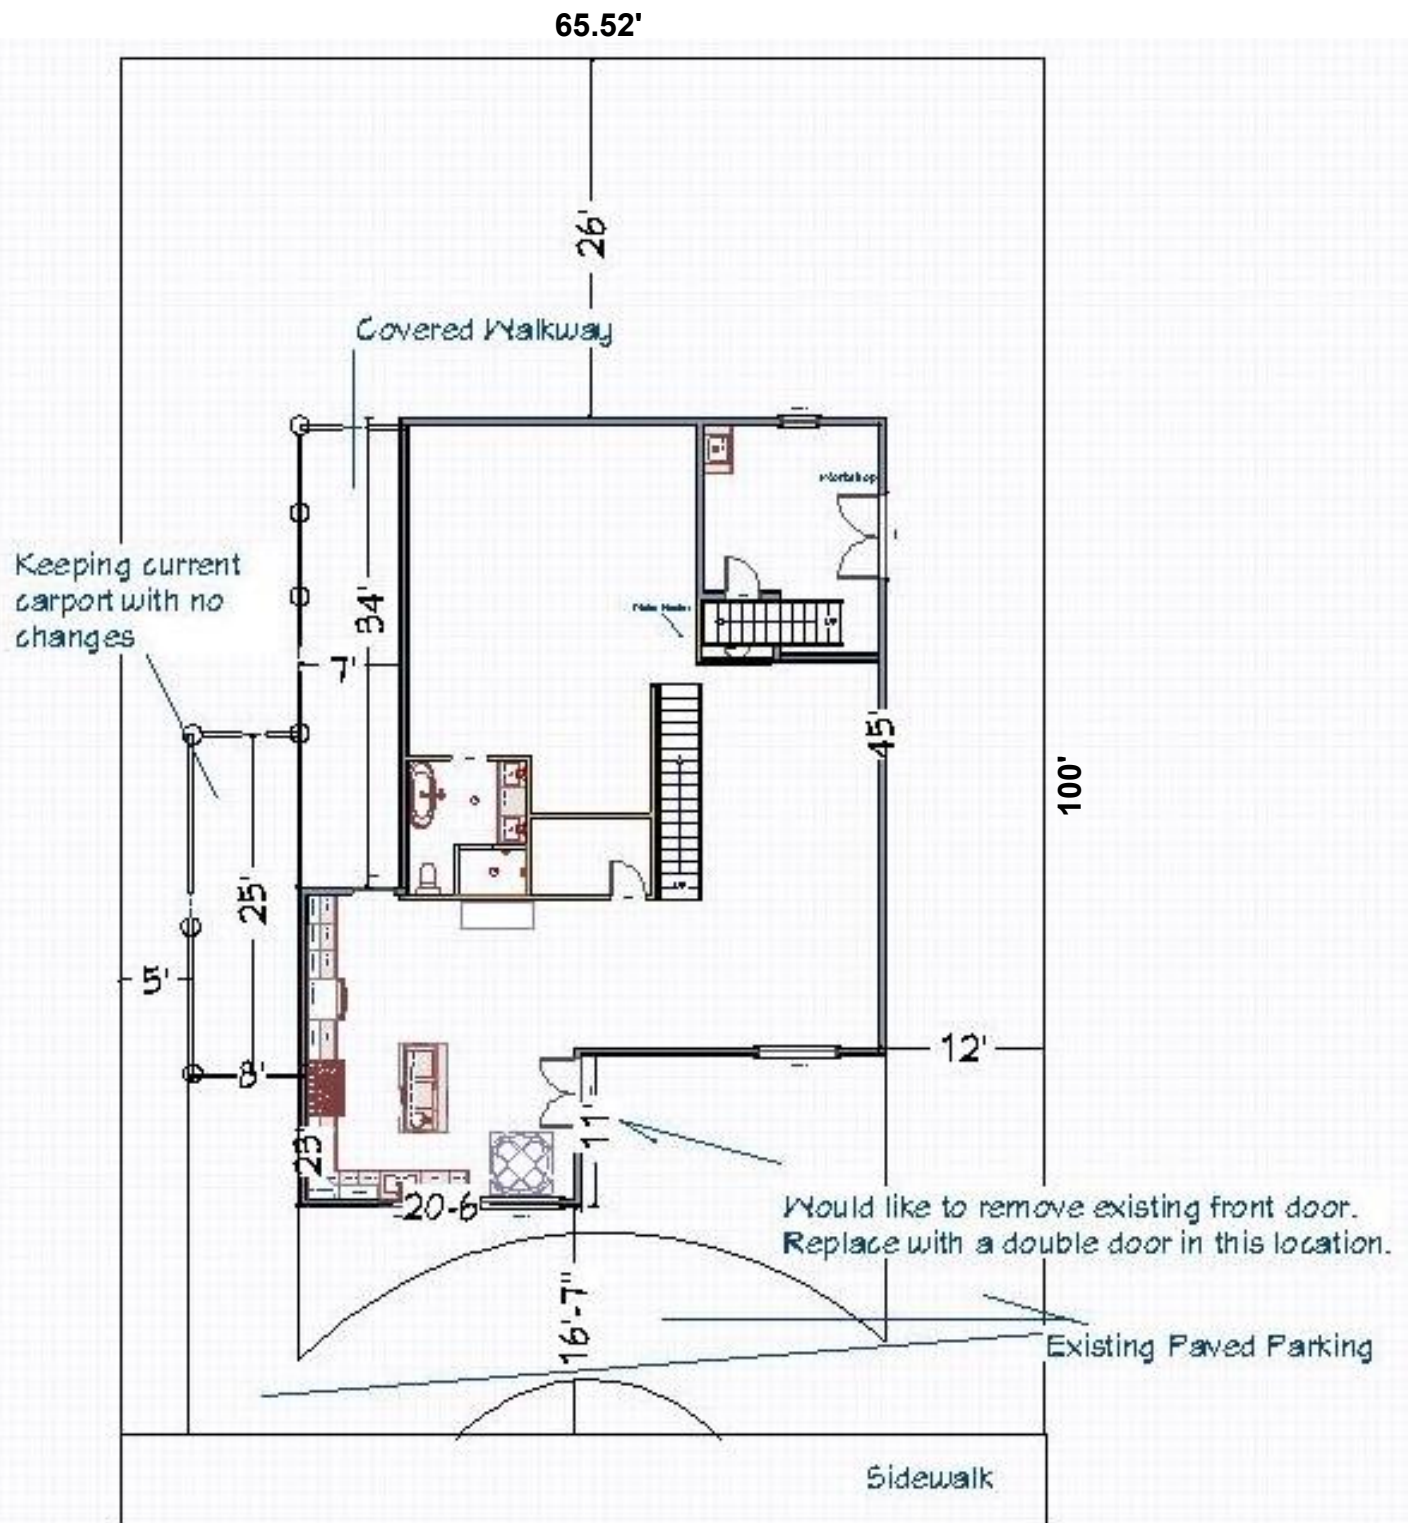 65.52'
26'
Covered Walkway
Workshop
Keeping current
carport with no
changes
34'
7'
45'
100'
25'
5'
12'
8'
11'
23'
20-6
Would like to remove existing front door.
Replace with a double door in this location.
16'-7"
Existing Paved Parking
Sidewalk